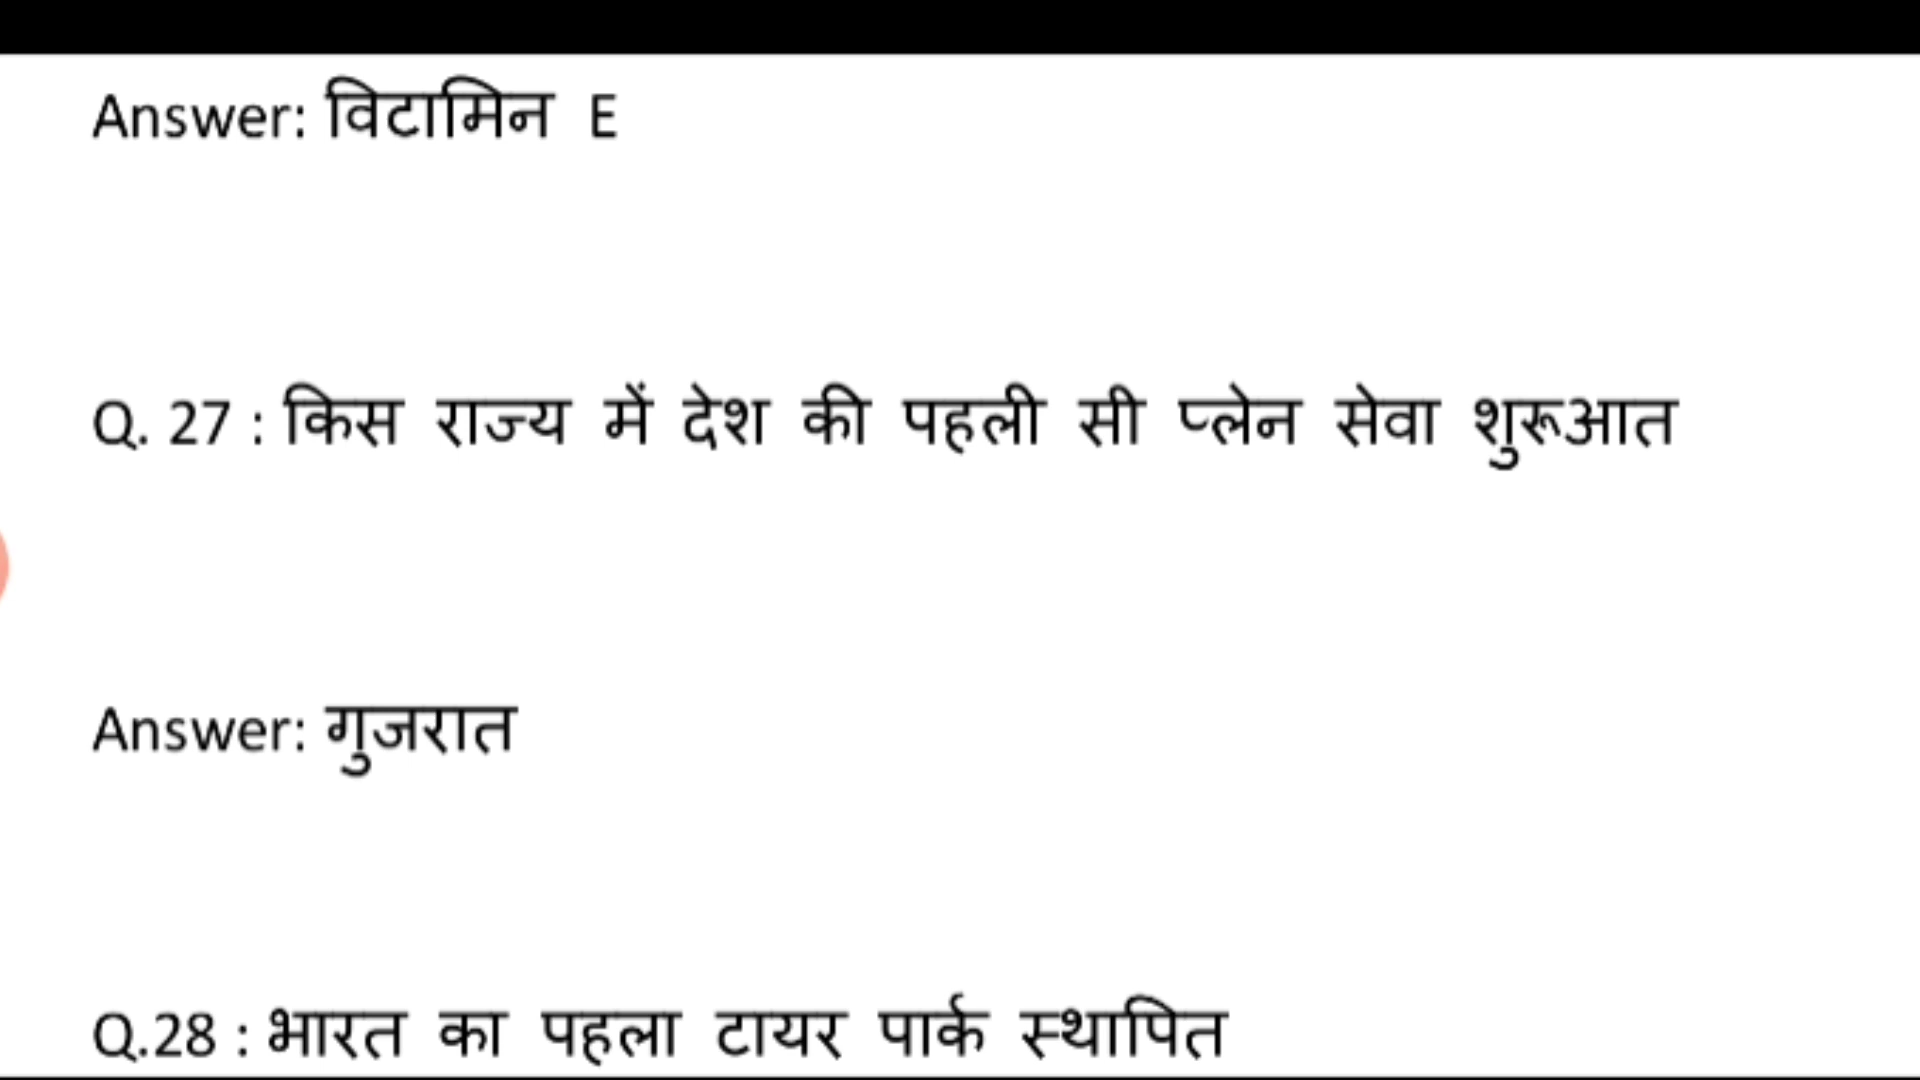 Answer: विटामिन E
Q. 27 : किस राज्य में देश की पहली सी प्लेन सेवा शुरूआत
Answer: गुजरात
Q.28 : भारत का पहला टायर पार्क स्थापित